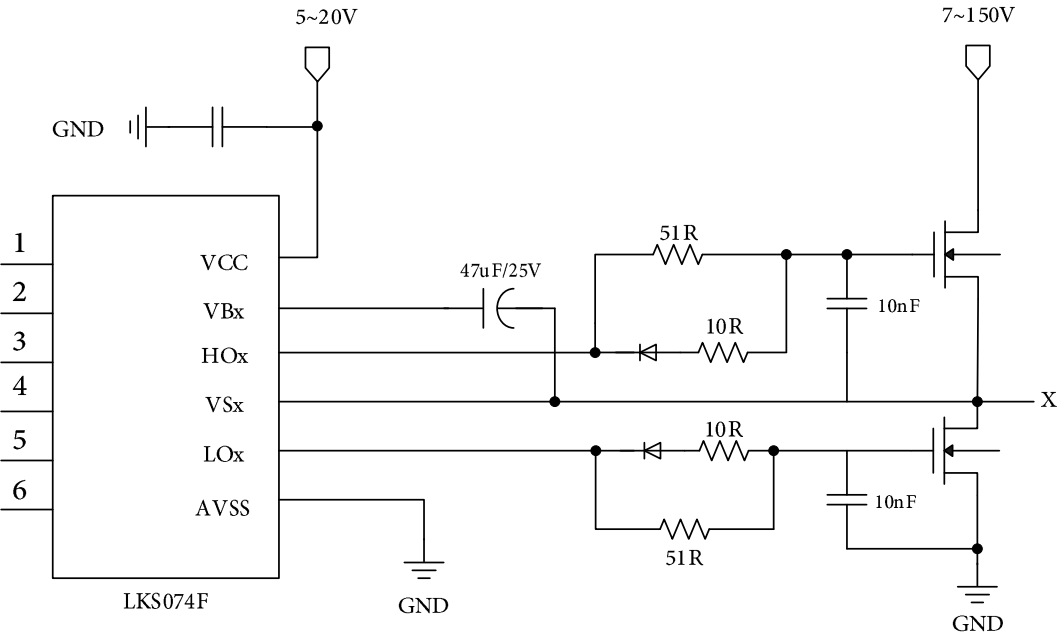 5~20V
7~150V
GND
1
2
3
4
5
6
VCC
VBx
HOx
VSx
LOx
AVSS
47uF/25V
51R
10R
10nF
X
10R
51R
10nF
LKS074F
GND
GND